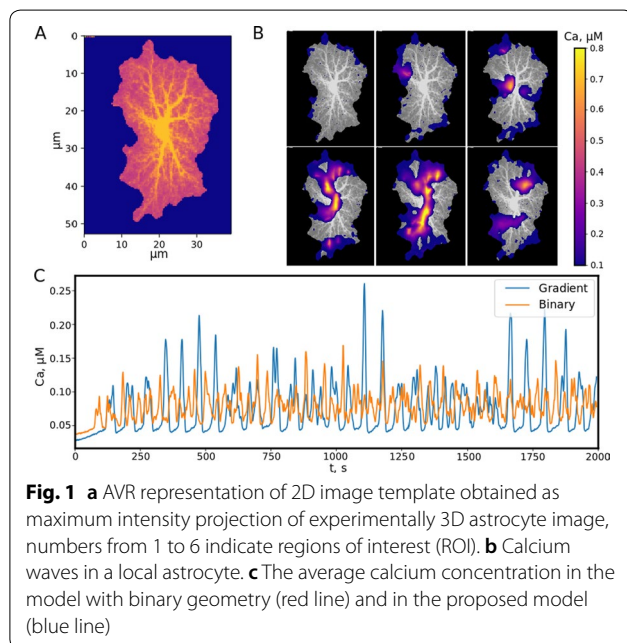 A
B
Ca, μM
0
10
20
30
40
50
μm
0
20
μm
0.8
0.7
0.6
0.5
0.4
0.3
0.2
0.1
C
Gradient
Binary
Ca, μM
0.25
0.20
0.15
0.10
0.05
0 250 500 750 1000 1250 1500 1750 2000
t, s
Fig. 1 a AVR representation of 2D image template obtained as
maximum intensity projection of experimentally 3D astrocyte image,
numbers from 1 to 6 indicate regions of interest (ROI). b Calcium
waves in a local astrocyte. c The average calcium concentration in the
model with binary geometry (red line) and in the proposed model
(blue line)